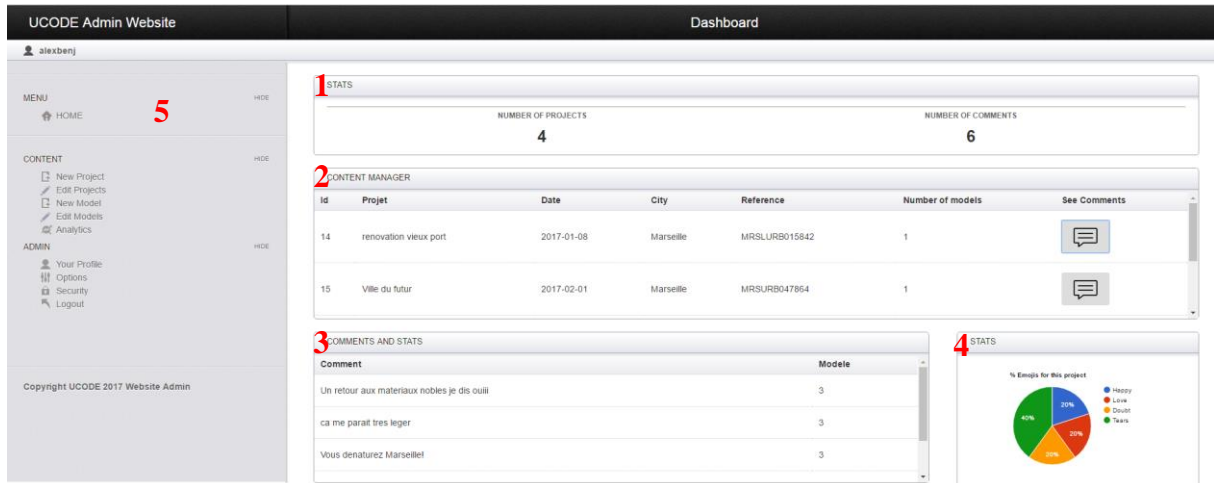 UCODE Admin Website
Dashboard
alexbenj
MENU
HIDE
HOME
5
CONTENT
HIDE
New Project
Edit Projects
New Model
Edit Models
Analytics
ADMIN
HIDE
Your Profile
Options
Security
Logout
Copyright UCODE 2017 Website Admin
1 STATS
NUMBER OF PROJECTS NUMBER OF COMMENTS
4 6
2 CONTENT MANAGER
Id Projet Date City Reference Number of models See Comments
14 renovation vieux port 2017-01-08 Marseille MRSLURB015842 1
15 Ville du futur 2017-02-01 Marseille MRSURB047864 1
3 COMMENTS AND STATS
Comment Modele
Un retour aux materiaux nobles je dis ouiii 3
ca me parait tres leger 3
Vous denaturez Marseille! 3
4 STATS
% Emojis for this project
20%
20%
20%
40%
Happy
Love
Doubt
Tears